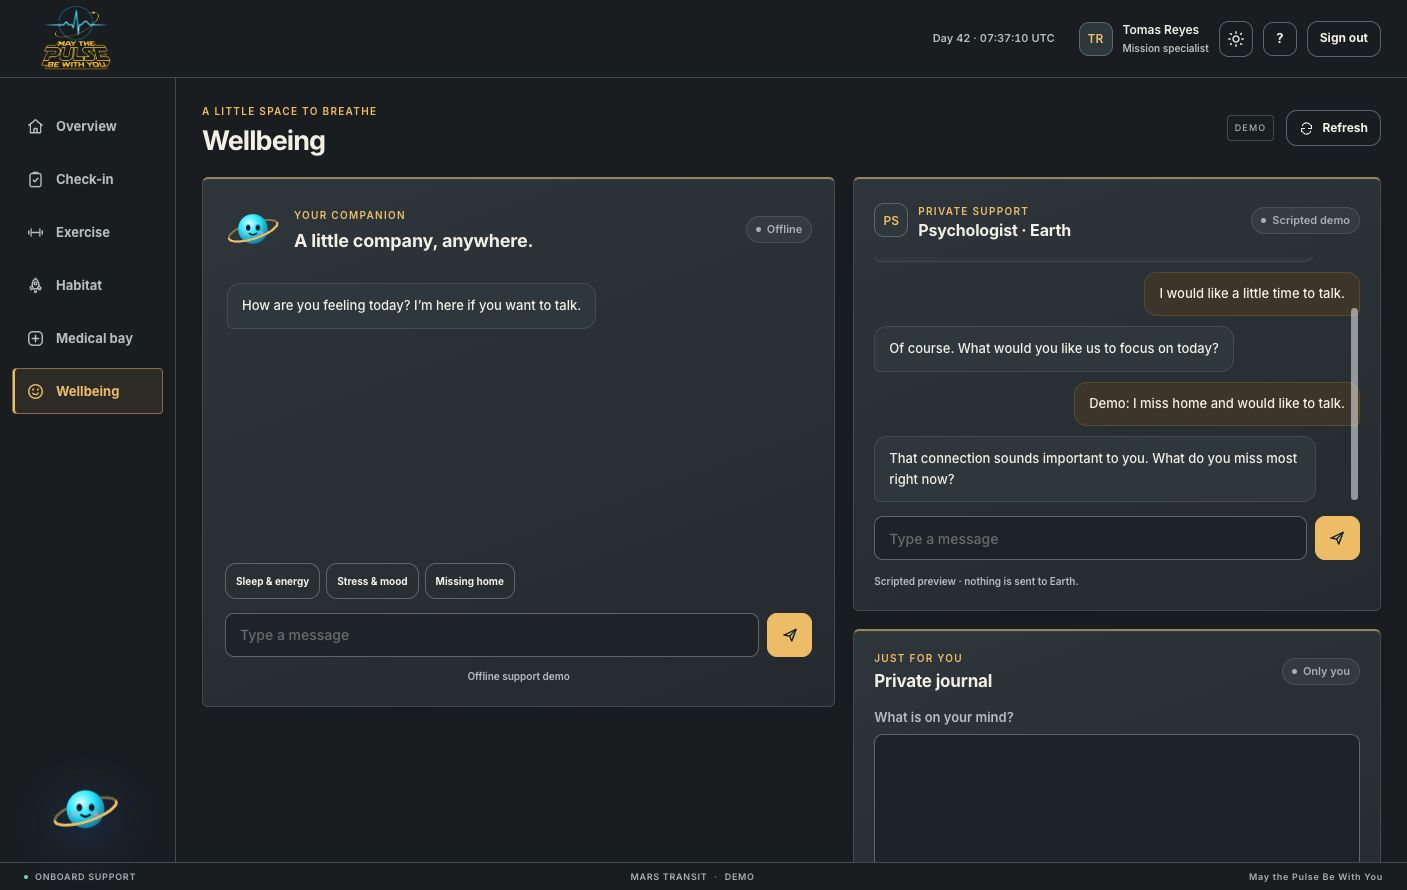 MAY THE
PULSE
BE WITH YOU
Day 42 · 07:37:10 UTC
TR
Tomas Reyes
Mission specialist
?
Sign out
Overview
Check-in
Exercise
Habitat
Medical bay
Wellbeing
A LITTLE SPACE TO BREATHE
Wellbeing
DEMO
Refresh
YOUR COMPANION
A little company, anywhere.
Offline
How are you feeling today? I’m here if you want to talk.
Sleep & energy
Stress & mood
Missing home
Type a message
Offline support demo
PS
PRIVATE SUPPORT
Psychologist · Earth
Scripted demo
I would like a little time to talk.
Of course. What would you like us to focus on today?
Demo: I miss home and would like to talk.
That connection sounds important to you. What do you miss most
right now?
Type a message
Scripted preview · nothing is sent to Earth.
JUST FOR YOU
Private journal
Only you
What is on your mind?
ONBOARD SUPPORT
MARS TRANSIT · DEMO
May the Pulse Be With You